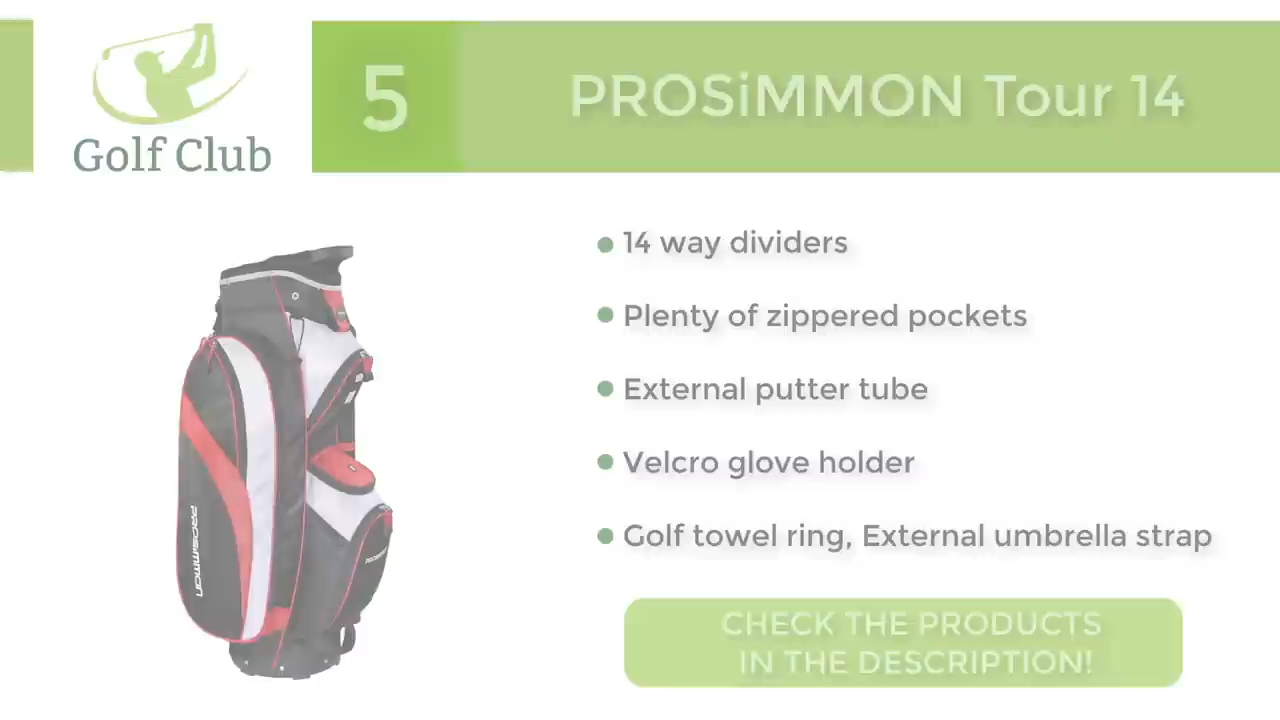 Golf Club
5
PROSiMMON Tour 14
14 way dividers
Plenty of zippered pockets
External putter tube
Velcro glove holder
Golf towel ring, External umbrella strap
CHECK THE PRODUCTS
IN THE DESCRIPTION!
PROSiMMON